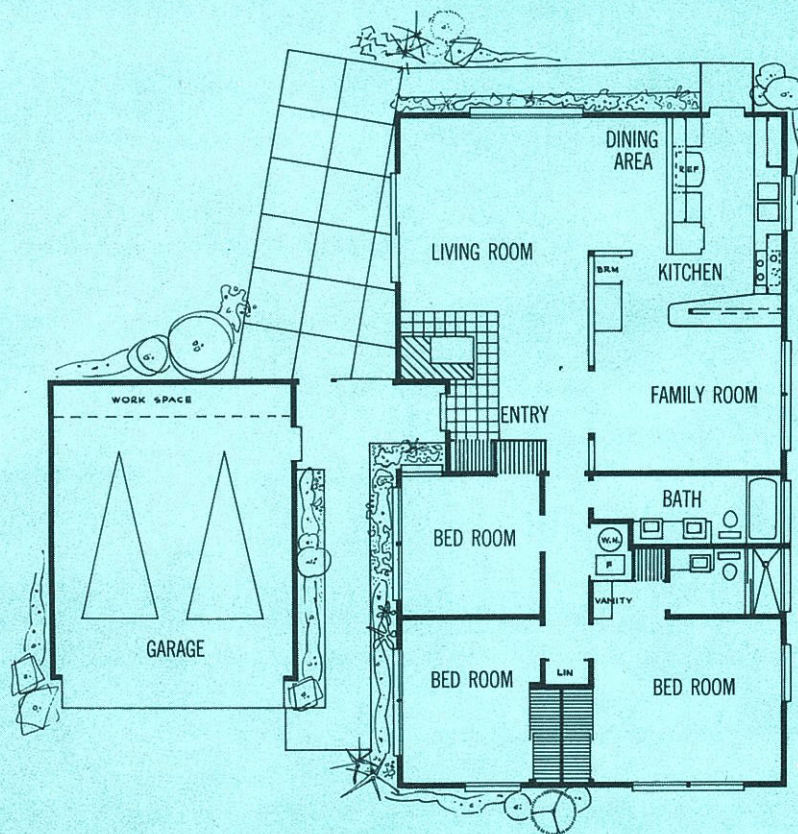 DINING
AREA
REF
LIVING ROOM
BRM
KITCHEN
WORK SPACE
FAMILY ROOM
ENTRY
BATH
BED ROOM
W.H.
F
VANITY
GARAGE
BED ROOM
LIN
BED ROOM